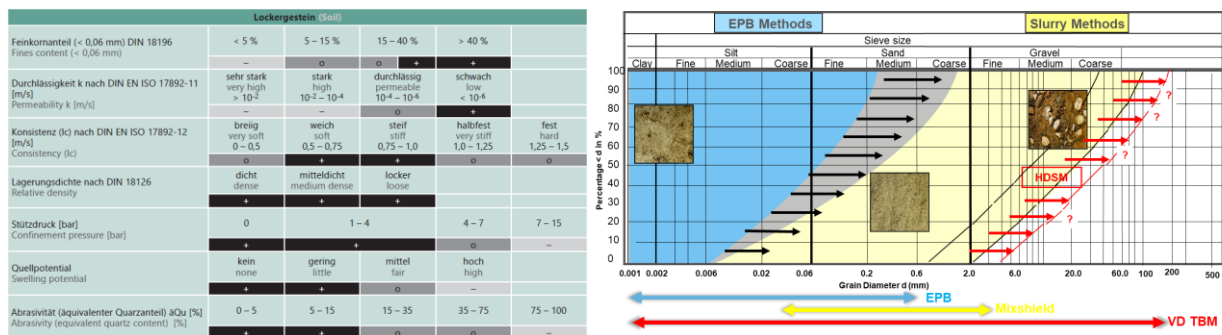 Lockergestein (Soil)
Feinkornanteil (< 0,06 mm) DIN 18196
Fines content (< 0,06 mm)
< 5 %
5 – 15 %
15 – 40 %
> 40 %
– o o + +
Durchlässigkeit k nach DIN EN ISO 17892-11
[m/s]
Permeability k [m/s]
sehr stark
very high
> 10⁻²
stark
high
10⁻² – 10⁻⁴
durchlässig
permeable
10⁻⁴ – 10⁻⁶
schwach
low
< 10⁻⁶
– – o +
Konsistenz (Ic) nach DIN EN ISO 17892-12
[m/s]
Consistency (Ic)
breiig
very soft
0 – 0,5
weich
soft
0,5 – 0,75
steif
stiff
0,75 – 1,0
halbfest
very stiff
1,0 – 1,25
fest
hard
1,25 – 1,5
o + + o o
Lagerungsdichte nach DIN 18126
Relative density
dicht
dense
mitteldicht
medium dense
locker
loose
+ + +
Stützdruck [bar]
Confinement pressure [bar]
0
1 – 4
4 – 7
7 – 15
+ + o –
Quellpotential
Swelling potential
kein
none
gering
little
mittel
fair
hoch
high
+ + o –
Abrasivität (äquivalenter Quarzanteil) äQu [%]
Abrasivity (equivalent quartz content) [%]
0 – 5
5 – 15
15 – 35
35 – 75
75 – 100
+ + o o –
EPB Methods
Slurry Methods
Sieve size
Silt
Sand
Gravel
Clay Fine Medium Coarse Fine Medium Coarse Fine Medium Coarse
Percentage < d in %
100
90
80
70
60
50
40
30
20
10
0
? ? ? ? ? ?
HDSM
0.001 0.002 0.006 0.02 0.06 0.2 0.6 2.0 6.0 20.0 60.0 100 200 500
Grain Diameter d (mm)
EPB
Mixshield
VD TBM